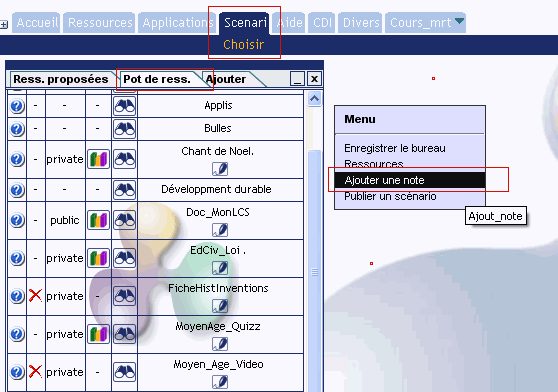 Accueil Ressources Applications Scenari Aide CDI Divers Cours_mrt
Choisir
Ress. proposées Pot de ress. Ajouter _ x
Applis
? - - - Bulles
? - private Chant de Noel.
? - - - Développment durable
? - public Doc_MonLCS
? - private EdCiv_Loi .
? private - FicheHistInventions
? - private MoyenAge_Quizz
? private - Moyen_Age_Video
Menu
Enregistrer le bureau
Ressources
Ajouter une note
Publier un scénario
Ajout_note